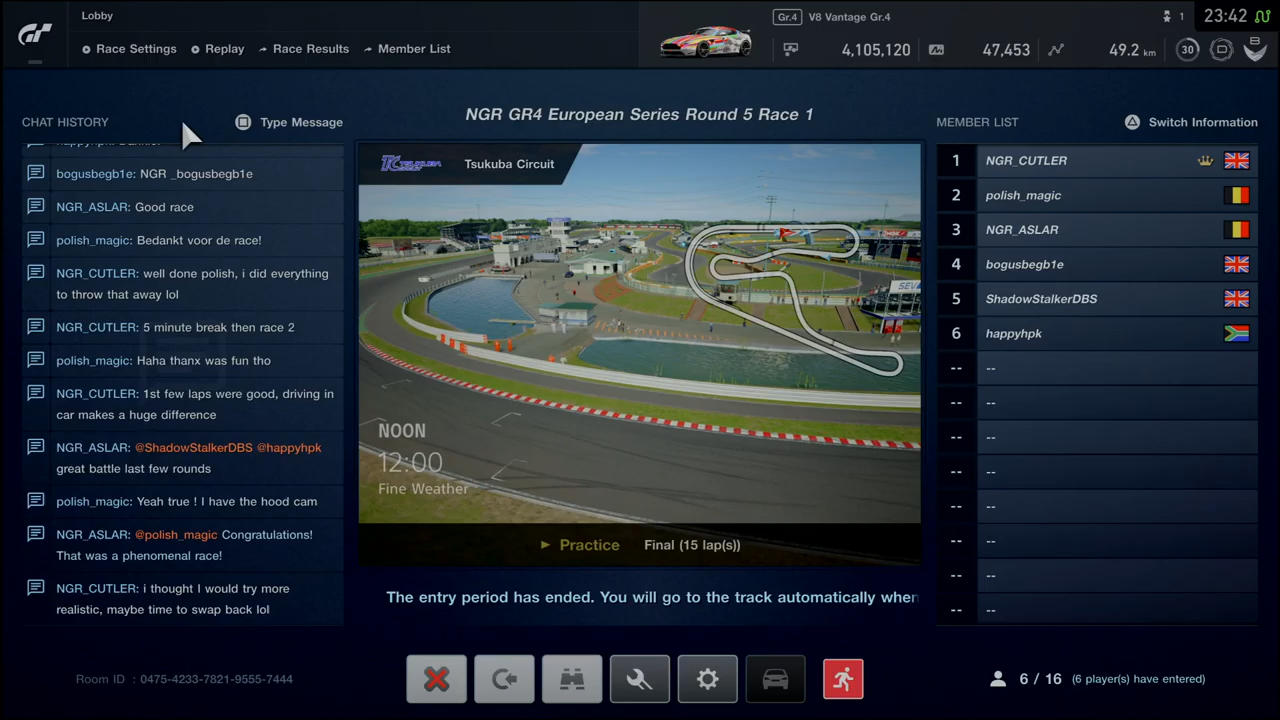 Lobby
Race Settings
Replay
Race Results
Member List
Gr.4
V8 Vantage Gr.4
4,105,120
47,453
49.2 km
1
23:42
30
B
CHAT HISTORY
Type Message
bogusbegb1e: NGR _bogusbegb1e
NGR_ASLAR: Good race
polish_magic: Bedankt voor de race!
NGR_CUTLER: well done polish, i did everything
to throw that away lol
NGR_CUTLER: 5 minute break then race 2
polish_magic: Haha thanx was fun tho
NGR_CUTLER: 1st few laps were good, driving in
car makes a huge difference
NGR_ASLAR: @ShadowStalkerDBS @happyhpk
great battle last few rounds
polish_magic: Yeah true ! I have the hood cam
NGR_ASLAR: @polish_magic Congratulations!
That was a phenomenal race!
NGR_CUTLER: i thought I would try more
realistic, maybe time to swap back lol
NGR GR4 European Series Round 5 Race 1
TSUKUBA
Tsukuba Circuit
NOON
12:00
Fine Weather
Practice
Final (15 lap(s))
The entry period has ended. You will go to the track automatically when
MEMBER LIST
Switch Information
1 NGR_CUTLER
2 polish_magic
3 NGR_ASLAR
4 bogusbegb1e
5 ShadowStalkerDBS
6 happyhpk
-- --
-- --
-- --
-- --
-- --
-- --
-- --
-- --
Room ID : 0475-4233-7821-9555-7444
6 / 16
(6 player(s) have entered)